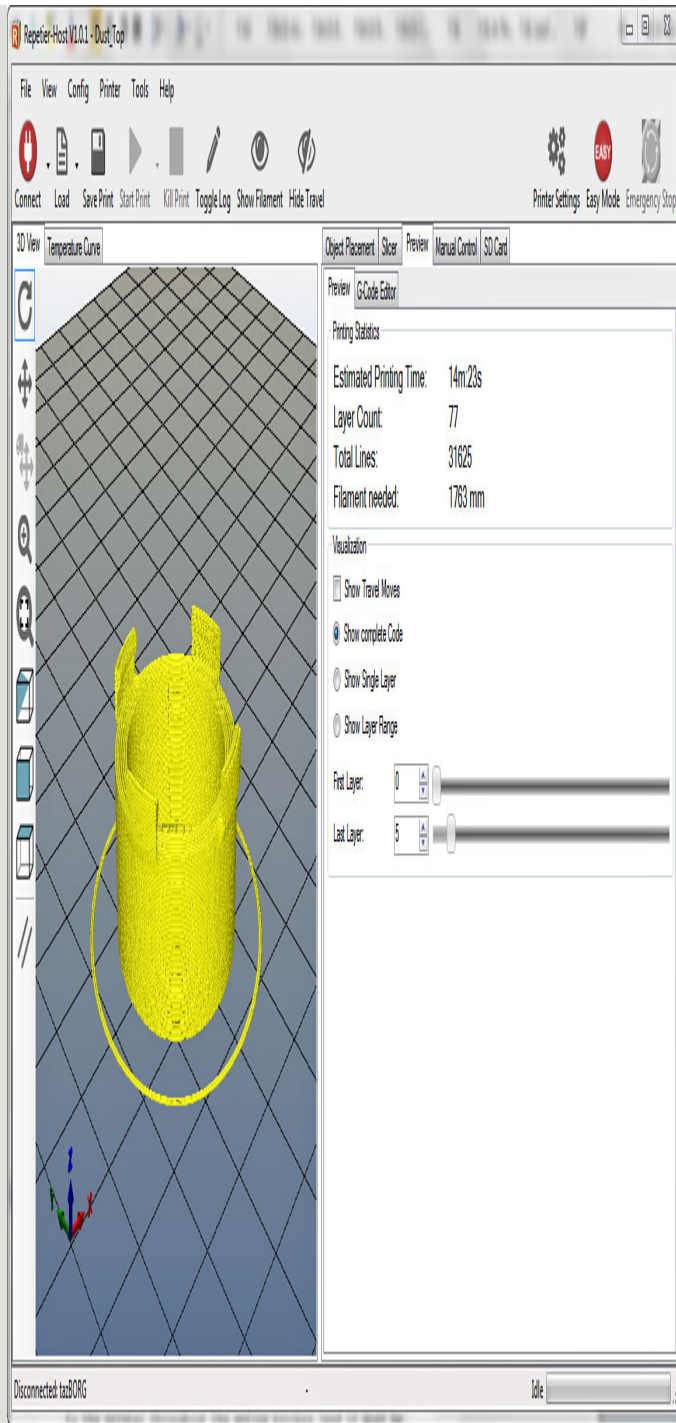 Repetier-Host V1.0.1 - Dust_Top
File View Config Printer Tools Help
Connect Load Save Print Start Print Kill Print Toggle Log Show Filament Hide Travel Printer Settings Easy Mode Emergency Stop
EASY
3D View Temperature Curve
Object Placement Slicer Preview Manual Control SD Card
Preview G-Code Editor
Printing Statistics
Estimated Printing Time: 14m:23s
Layer Count: 77
Total Lines: 31625
Filament needed: 1763 mm
Visualization
Show Travel Moves
Show complete Code
Show Single Layer
Show Layer Range
First Layer: 0
Last Layer: 5
Z
X
Disconnected: tazBORG - Idle